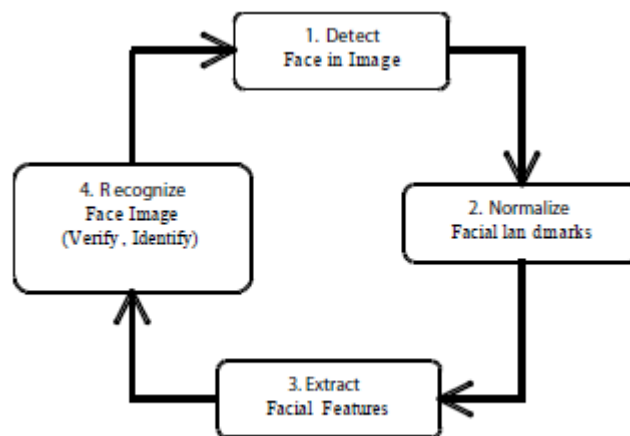 1. Detect
Face in Image
2. Normalize
Facial lan dmarks
3. Extract
Facial Features
4. Recognize
Face Image
(Verify, Identify)